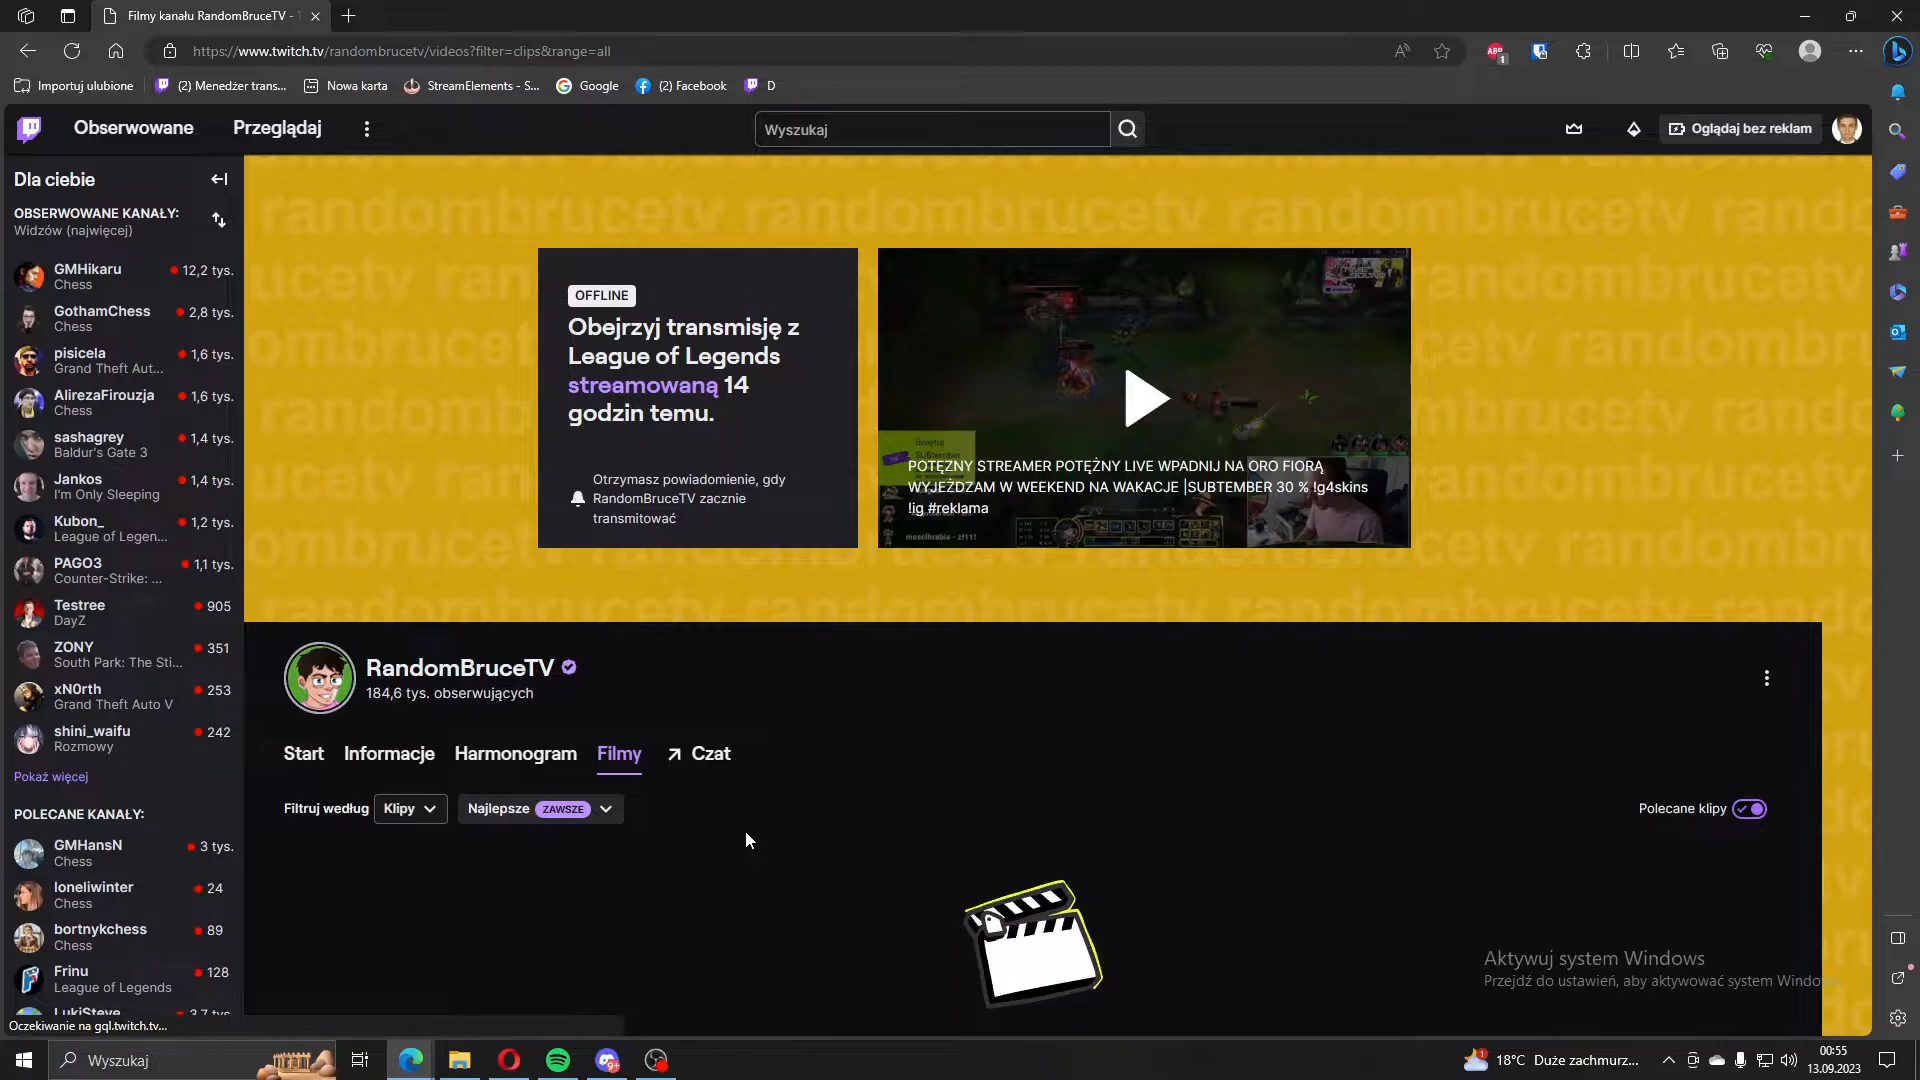 Filmy kanału RandomBruceTV - T
https://www.twitch.tv/randombrucetv/videos?filter=clips&range=all
Importuj ulubione
(2) Menedżer trans...
Nowa karta
StreamElements - S...
Google
(2) Facebook
D
Obserwowane
Przeglądaj
Wyszukaj
Oglądaj bez reklam
Dla ciebie
OBSERWOWANE KANAŁY:
Widzów (najwięcej)
GMHikaru 12,2 tys.
Chess
GothamChess 2,8 tys.
Chess
pisicela 1,6 tys.
Grand Theft Aut...
AlirezaFirouzja 1,6 tys.
Chess
sashagrey 1,4 tys.
Baldur's Gate 3
Jankos 1,4 tys.
I'm Only Sleeping
Kubon_ 1,2 tys.
League of Legen...
PAGO3 1,1 tys.
Counter-Strike: ...
Testree 905
DayZ
ZONY 351
South Park: The Sti...
xN0rth 253
Grand Theft Auto V
shini_waifu 242
Rozmowy
Pokaż więcej
POLECANE KANAŁY:
GMHansN 3 tys.
Chess
loneliwinter 24
Chess
bortnykchess 89
Chess
Frinu 128
League of Legends
LukiSteve 3,7 tys.
Oczekiwanie na gql.twitch.tv...
randombrucetv
OFFLINE
Obejrzyj transmisję z
League of Legends
streamowaną 14
godzin temu.
Otrzymasz powiadomienie, gdy
RandomBruceTV zacznie
transmitować
POTĘŻNY STREAMER POTĘŻNY LIVE WPADNIJ NA ORO FIORĄ
WYJEŻDZAM W WEEKEND NA WAKACJE |SUBTEMBER 30 % !g4skins
!ig #reklama
RandomBruceTV
184,6 tys. obserwujących
Start
Informacje
Harmonogram
Filmy
Czat
Filtruj według
Klipy
Najlepsze ZAWSZE
Polecane klipy
Aktywuj system Windows
Przejdź do ustawień, aby aktywować system Windo
Wyszukaj
18°C Duże zachmurz...
00:55
13.09.2023